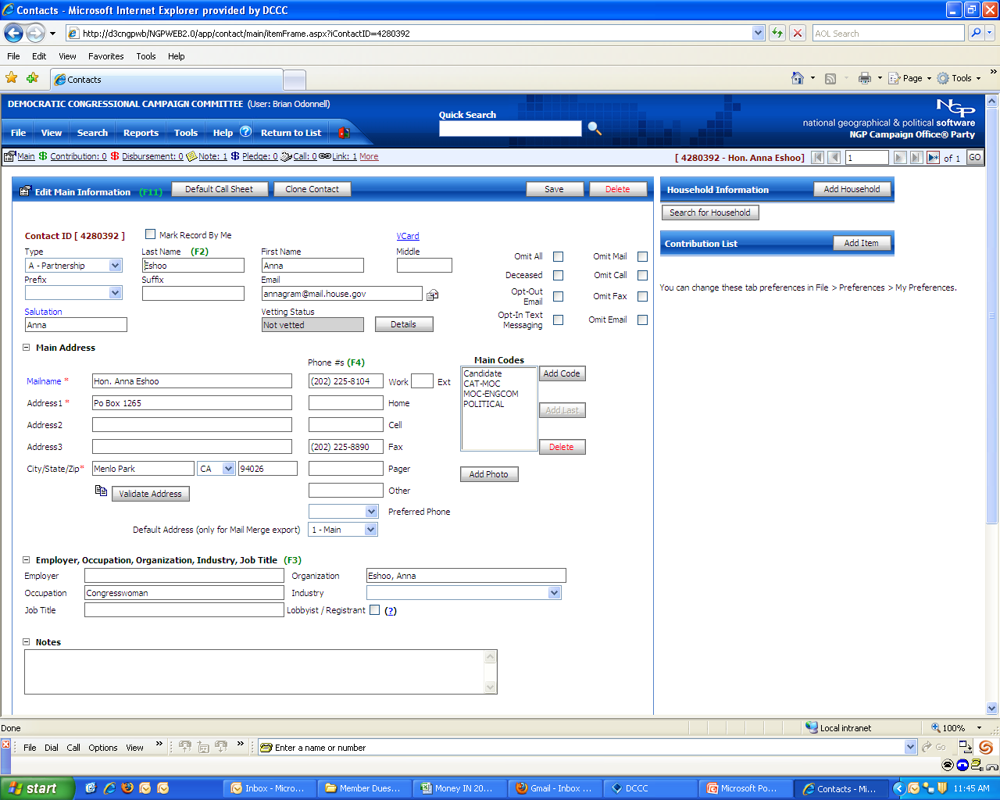 Contacts - Microsoft Internet Explorer provided by DCCC
http://d3cngpwb/NGPWEB2.0/app/contact/main/itemFrame.aspx?iContactID=4280392
AOL Search
File Edit View Favorites Tools Help
Contacts
Page Tools »
DEMOCRATIC CONGRESSIONAL CAMPAIGN COMMITTEE (User: Brian Odonnell)
Quick Search
NGP
national geographical & political software
NGP Campaign Office® Party
File View Search Reports Tools Help ? Return to List
Main $ Contribution: 0 $ Disbursement: 0 Note: 1 $ Pledge: 0 Call: 0 Link: 1 More
[ 4280392 - Hon. Anna Eshoo] 1 of 1 GO
Edit Main Information (F11) Default Call Sheet Clone Contact Save Delete
Household Information Add Household
Search for Household
Contribution List Add Item
You can change these tab preferences in File > Preferences > My Preferences.
Contact ID [ 4280392 ] Mark Record By Me VCard
Type Last Name (F2) First Name Middle
A - Partnership Eshoo Anna
Prefix Suffix Email
annagram@mail.house.gov
Salutation Vetting Status
Anna Not vetted Details
Omit All Omit Mail
Deceased Omit Call
Opt-Out Email Omit Fax
Opt-In Text Messaging Omit Email
Main Address
Phone #s (F4) Main Codes
Mailname * Hon. Anna Eshoo (202) 225-8104 Work Ext
Address1 * Po Box 1265 Home
Address2 Cell
Address3 (202) 225-8890 Fax
City/State/Zip* Menlo Park CA 94026 Pager
Validate Address Other
Preferred Phone
Default Address (only for Mail Merge export) 1 - Main
Candidate
CAT-MOC
MOC-ENGCOM
POLITICAL
Add Code
Add Last
Delete
Add Photo
Employer, Occupation, Organization, Industry, Job Title (F3)
Employer Organization Eshoo, Anna
Occupation Congresswoman Industry
Job Title Lobbyist / Registrant (?)
Notes
Done Local intranet 100%
File Dial Call Options View » » Enter a name or number Go
start Inbox - Micro... Member Dues... Money IN 20... Gmail - Inbox ... DCCC Microsoft Po... Contacts - Mi... 11:45 AM